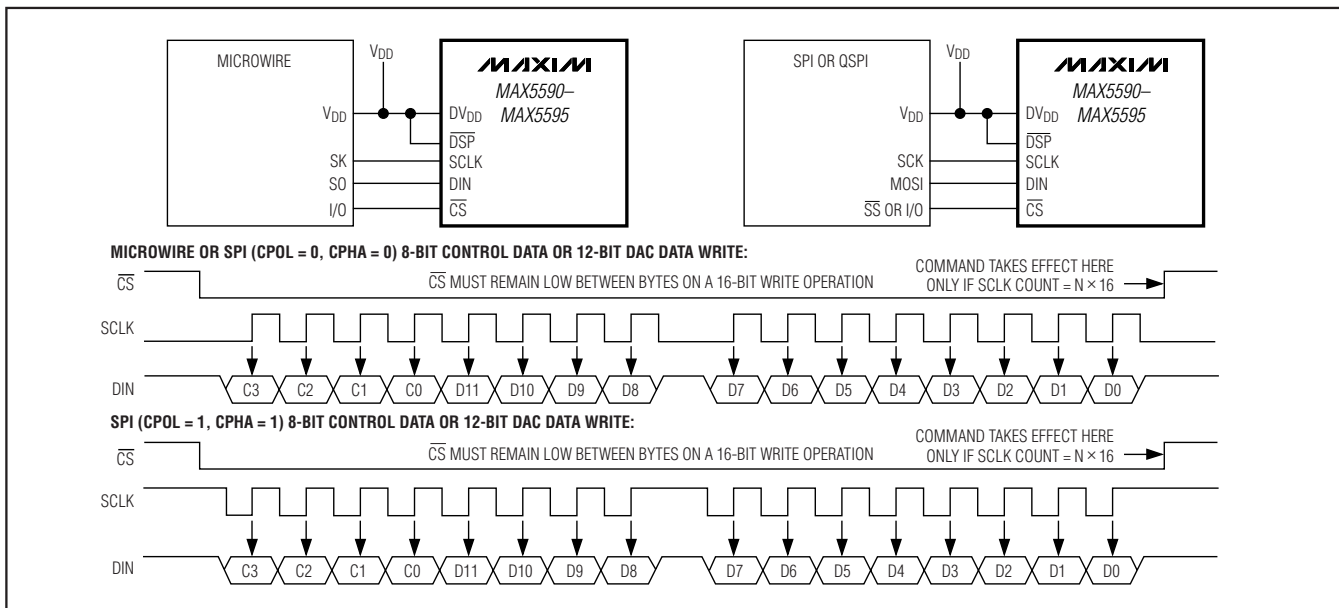 MICROWIRE
VDD
MAXIM
MAX5590–
MAX5595
VDD
DVDD
DSP
SK
SCLK
SO
DIN
I/O
CS
SPI OR QSPI
VDD
MAXIM
MAX5590–
MAX5595
VDD
DVDD
DSP
SCK
SCLK
MOSI
DIN
SS OR I/O
CS
MICROWIRE OR SPI (CPOL = 0, CPHA = 0) 8-BIT CONTROL DATA OR 12-BIT DAC DATA WRITE:
CS
CS MUST REMAIN LOW BETWEEN BYTES ON A 16-BIT WRITE OPERATION
COMMAND TAKES EFFECT HERE
ONLY IF SCLK COUNT = N × 16
SCLK
DIN C3 C2 C1 C0 D11 D10 D9 D8 D7 D6 D5 D4 D3 D2 D1 D0
SPI (CPOL = 1, CPHA = 1) 8-BIT CONTROL DATA OR 12-BIT DAC DATA WRITE:
CS
CS MUST REMAIN LOW BETWEEN BYTES ON A 16-BIT WRITE OPERATION
COMMAND TAKES EFFECT HERE
ONLY IF SCLK COUNT = N × 16
SCLK
DIN C3 C2 C1 C0 D11 D10 D9 D8 D7 D6 D5 D4 D3 D2 D1 D0